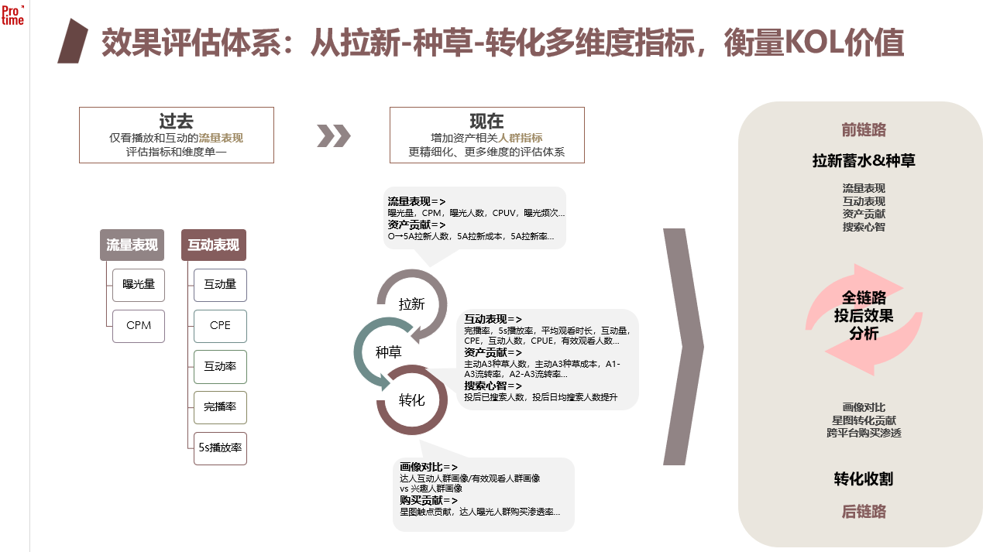 Pro
time
效果评估体系：从拉新-种草-转化多维度指标，衡量KOL价值
过去
仅看播放和互动的流量表现
评估指标和维度单一
现在
增加资产相关人群指标
更精细化、更多维度的评估体系
流量表现
曝光量
CPM
互动表现
互动量
CPE
互动率
完播率
5s播放率
流量表现=>
曝光量，CPM，曝光人数，CPUV，曝光频次...
资产贡献=>
O→5A拉新人数，5A拉新成本，5A拉新率...
拉新
种草
转化
互动表现=>
完播率，5s播放率，平均观看时长，互动量，
CPE，互动人数，CPUE，有效观看人数...
资产贡献=>
主动A3种草人数，主动A3种草成本，A1-
A3流转率，A2-A3流转率...
搜索心智=>
投后已搜索人数，投后日均搜索人数提升
画像对比=>
达人互动人群画像/有效观看人群画像
vs 兴趣人群画像
购买贡献=>
星图触点贡献，达人曝光人群购买渗透率...
前链路
拉新蓄水&种草
流量表现
互动表现
资产贡献
搜索心智
全链路
投后效果
分析
画像对比
星图转化贡献
跨平台购买渗透
转化收割
后链路